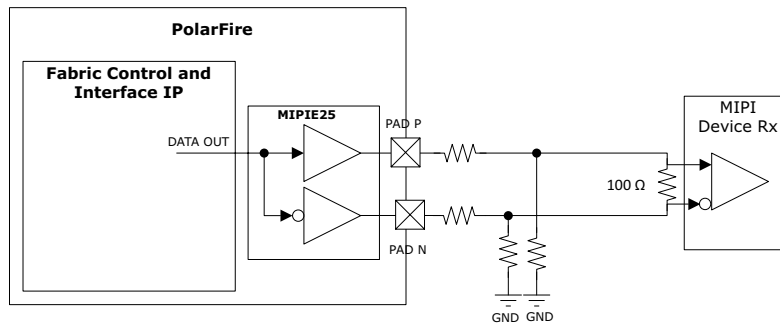 PolarFire
Fabric Control and
Interface IP
MIPIE25
DATA OUT
PAD P
PAD N
100 Ω
MIPI
Device Rx
GND
GND